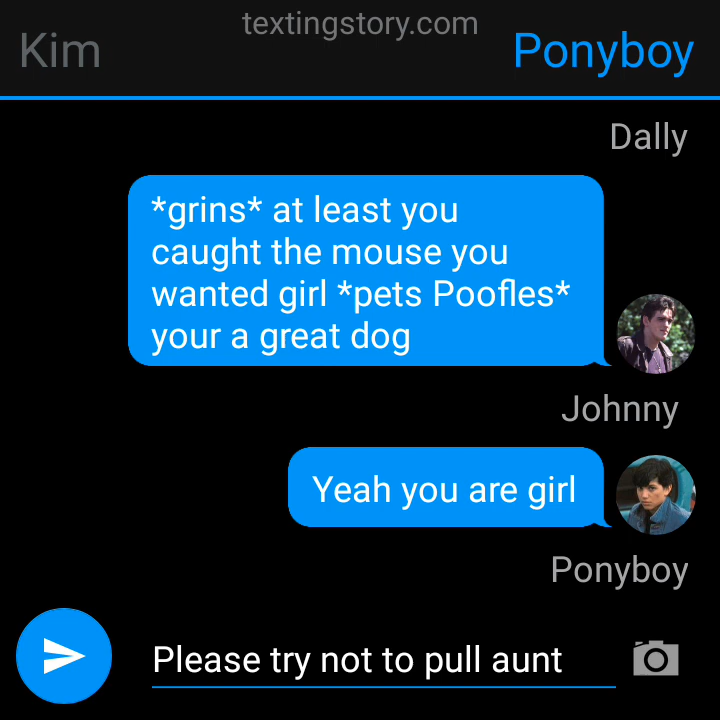 textingstory.com
Kim
Ponyboy
Dally
*grins* at least you
caught the mouse you
wanted girl *pets Poofles*
your a great dog
Johnny
Yeah you are girl
Ponyboy
Please try not to pull aunt